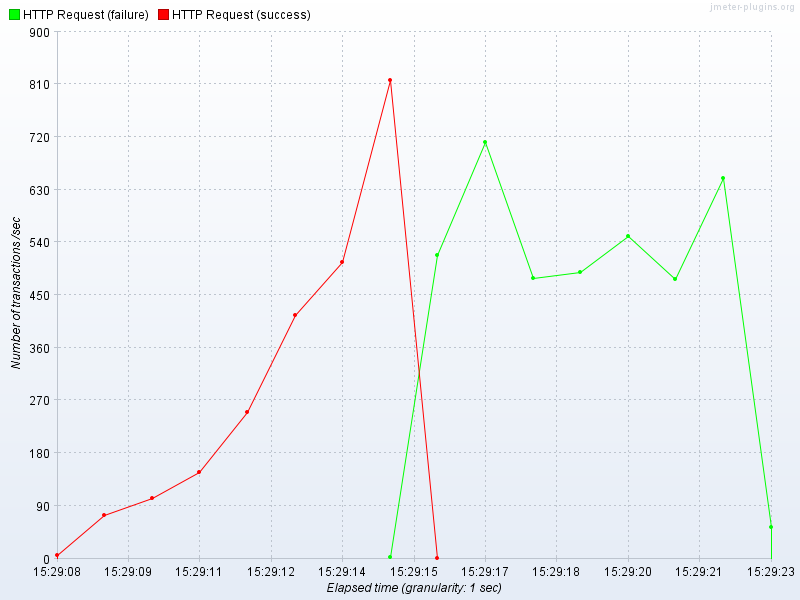 HTTP Request (failure) HTTP Request (success)
jmeter-plugins.org
900
810
720
630
540
450
360
270
180
90
0
Number of transactions /sec
15:29:08 15:29:09 15:29:11 15:29:12 15:29:14 15:29:15 15:29:17 15:29:18 15:29:20 15:29:21 15:29:23
Elapsed time (granularity: 1 sec)